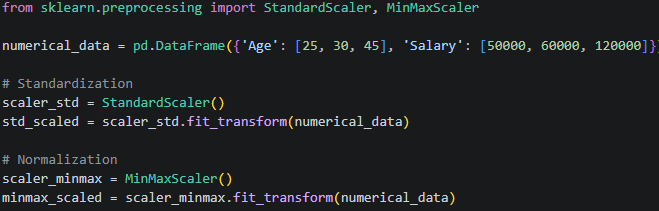 from sklearn.preprocessing import StandardScaler, MinMaxScaler
numerical_data = pd.DataFrame({'Age': [25, 30, 45], 'Salary': [50000, 60000, 120000]})
# Standardization
scaler_std = StandardScaler()
std_scaled = scaler_std.fit_transform(numerical_data)
# Normalization
scaler_minmax = MinMaxScaler()
minmax_scaled = scaler_minmax.fit_transform(numerical_data)